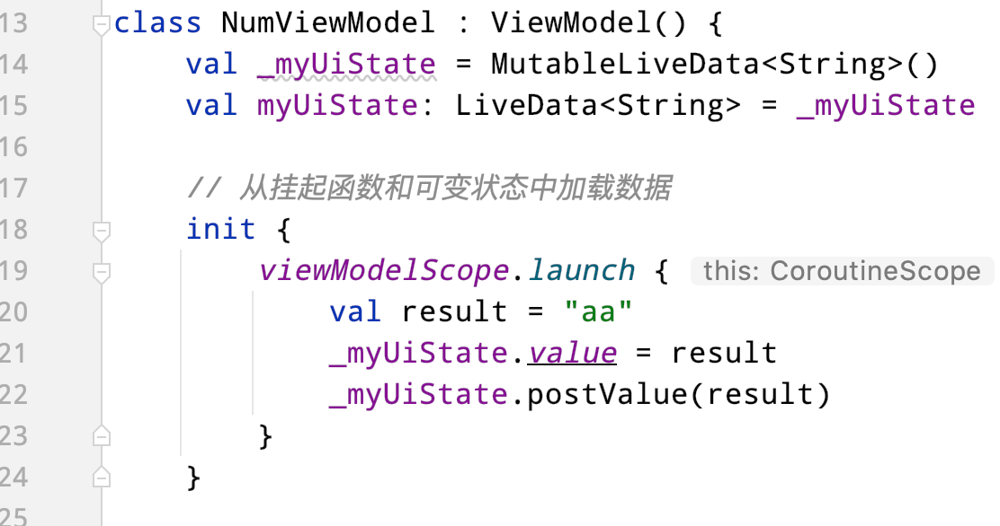 13 class NumViewModel : ViewModel() {
14 val _myUiState = MutableLiveData<String>()
15 val myUiState: LiveData<String> = _myUiState
16
17 // 从挂起函数和可变状态中加载数据
18 init {
19 viewModelScope.launch { this: CoroutineScope
20 val result = "aa"
21 _myUiState.value = result
22 _myUiState.postValue(result)
23 }
24 }
25